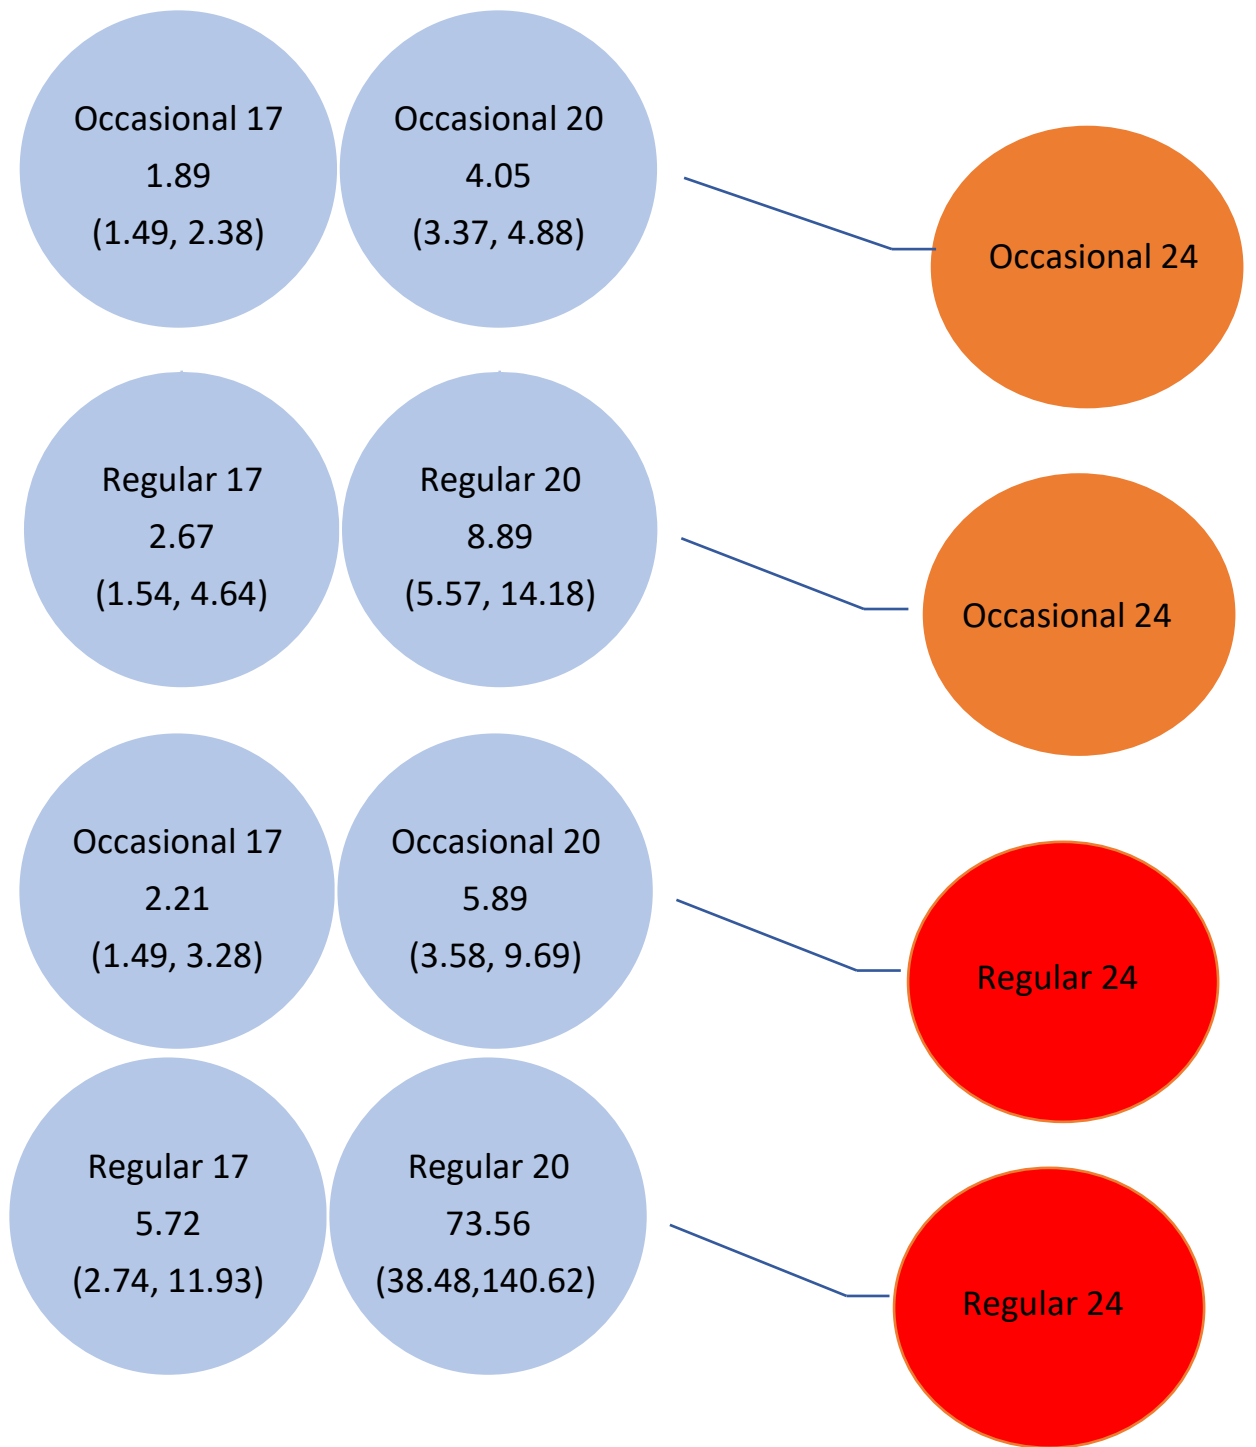 Occasional 17
1.89
(1.49, 2.38)
Occasional 20
4.05
(3.37, 4.88)
Occasional 24
Regular 17
2.67
(1.54, 4.64)
Regular 20
8.89
(5.57, 14.18)
Occasional 24
Occasional 17
2.21
(1.49, 3.28)
Occasional 20
5.89
(3.58, 9.69)
Regular 24
Regular 17
5.72
(2.74, 11.93)
Regular 20
73.56
(38.48,140.62)
Regular 24